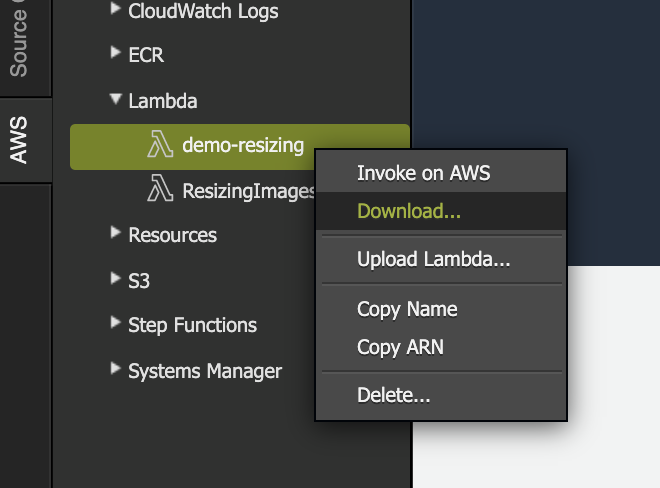 Source
AWS
CloudWatch Logs
ECR
Lambda
demo-resizing
ResizingImages
Resources
S3
Step Functions
Systems Manager
Invoke on AWS
Download...
Upload Lambda...
Copy Name
Copy ARN
Delete...